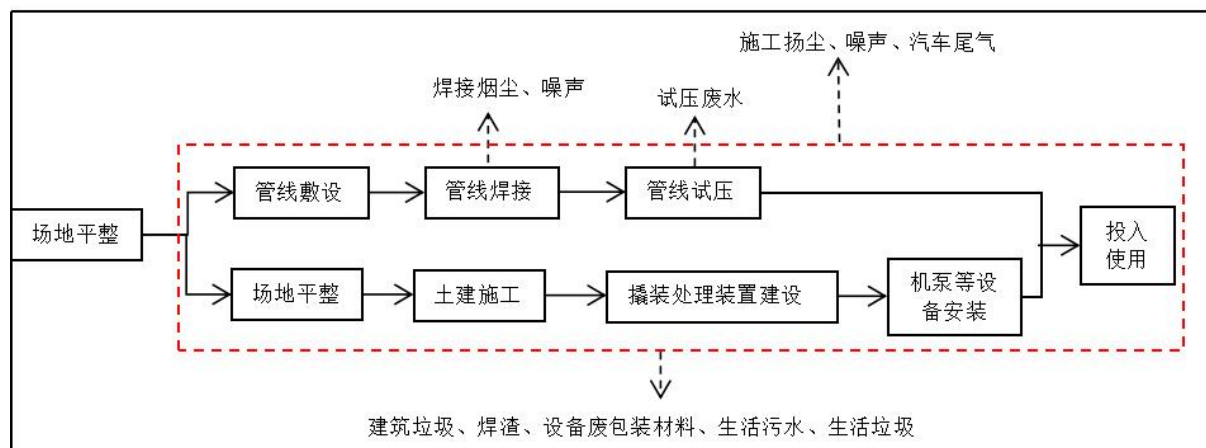 施工扬尘、噪声、汽车尾气
焊接烟尘、噪声
试压废水
管线敷设
管线焊接
管线试压
场地平整
投入
使用
场地平整
土建施工
撬装处理装置建设
机泵等设
备安装
建筑垃圾、焊渣、设备废包装材料、生活污水、生活垃圾